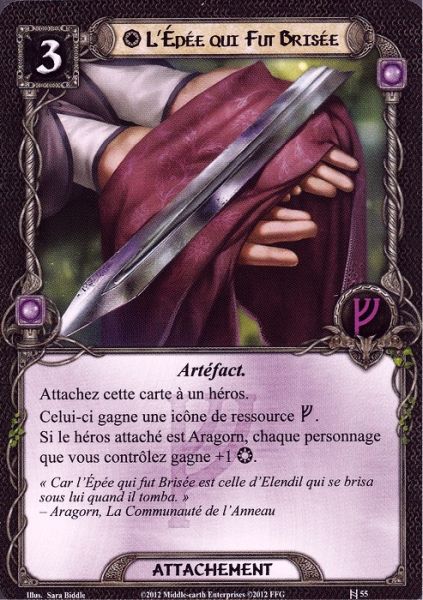 3
L'Épée qui Fut Brisée
Artéfact.
Attachez cette carte à un héros.
Celui-ci gagne une icône de ressource .
Si le héros attaché est Aragorn, chaque personnage
que vous contrôlez gagne +1 .
« Car l'Épée qui fut Brisée est celle d'Elendil qui se brisa
sous lui quand il tomba. »
– Aragorn, La Communauté de l'Anneau
ATTACHEMENT
Illus. Sara Biddle ©2012 Middle-earth Enterprises ©2012 FFG 55